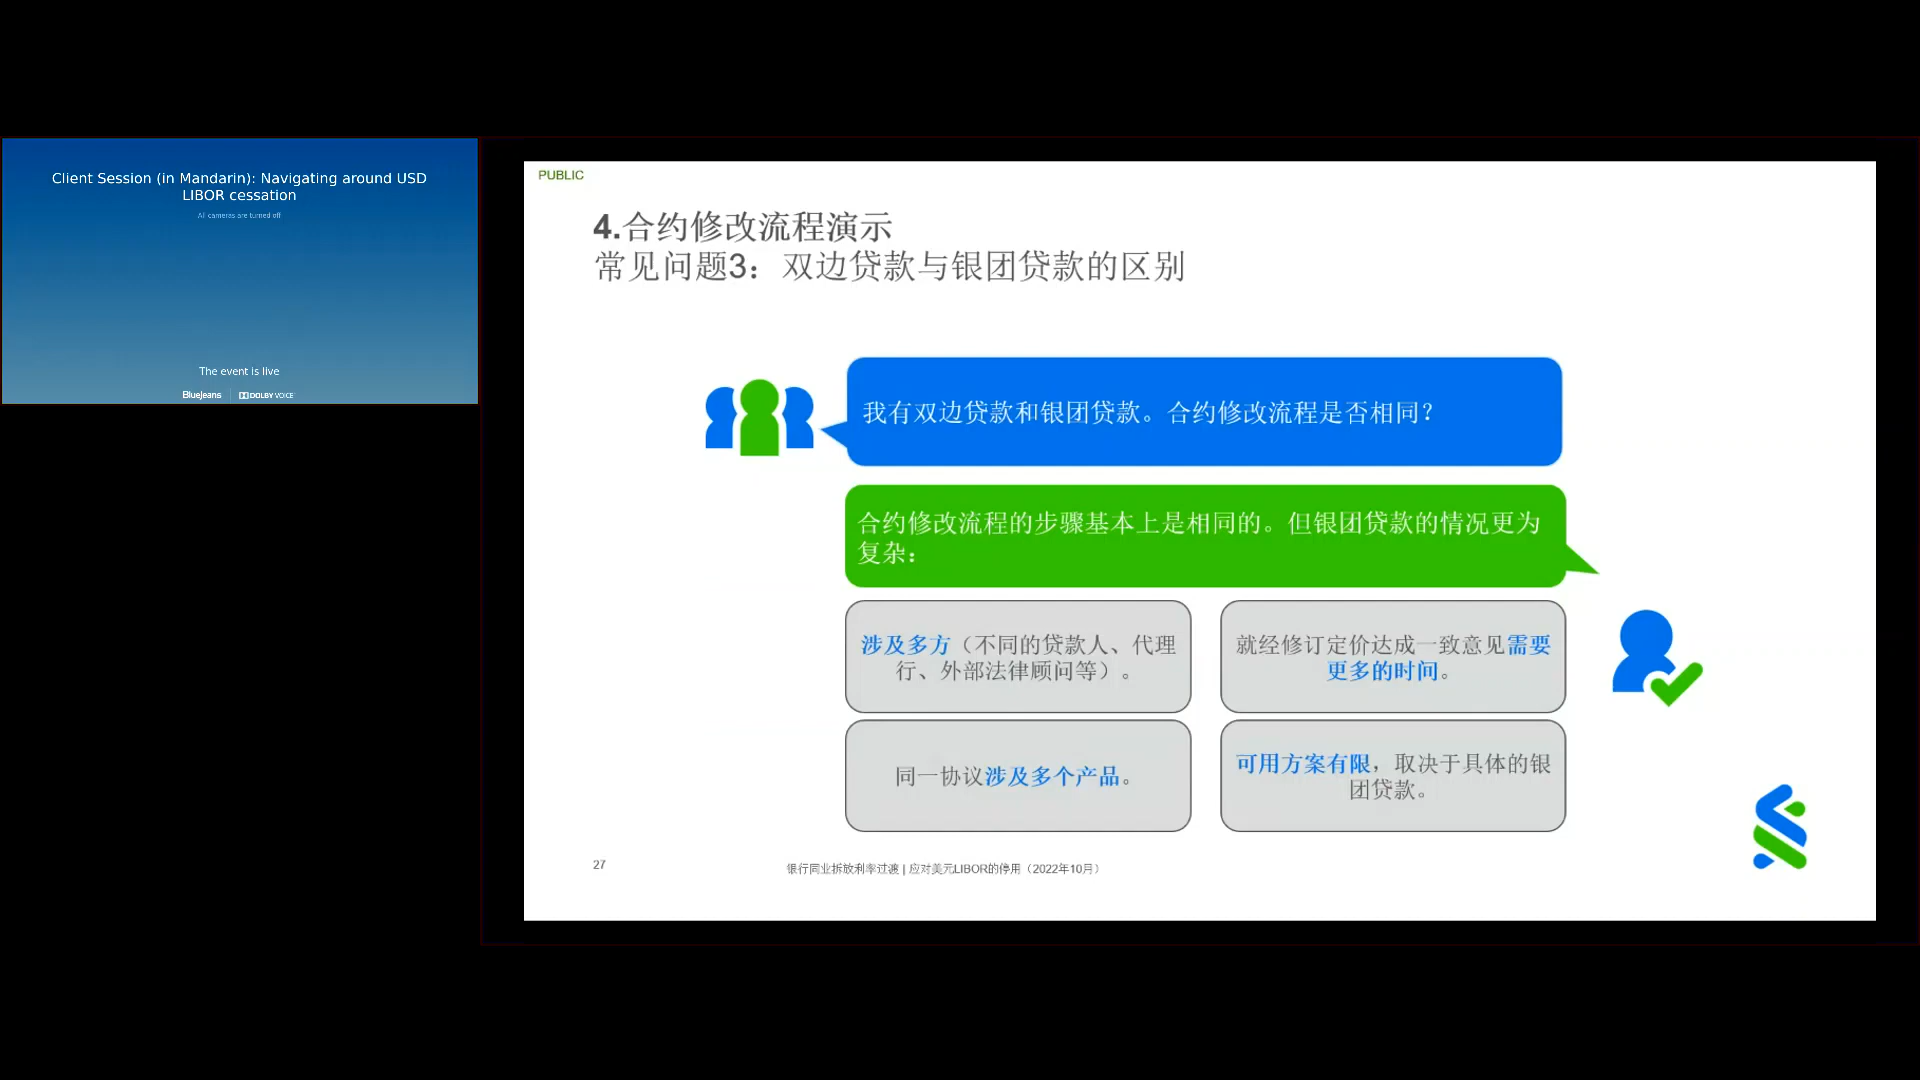 Client Session (in Mandarin): Navigating around USD
LIBOR cessation
All cameras are turned off
The event is live
BlueJeans
DOLBY VOICE
PUBLIC
4.合约修改流程演示
常见问题3：双边贷款与银团贷款的区别
我有双边贷款和银团贷款。合约修改流程是否相同？
合约修改流程的步骤基本上是相同的。但银团贷款的情况更为
复杂：
涉及多方（不同的贷款人、代理
行、外部法律顾问等）。
就经修订定价达成一致意见需要
更多的时间。
同一协议涉及多个产品。
可用方案有限，取决于具体的银
团贷款。
27
银行同业拆放利率过渡 | 应对美元LIBOR的停用（2022年10月）